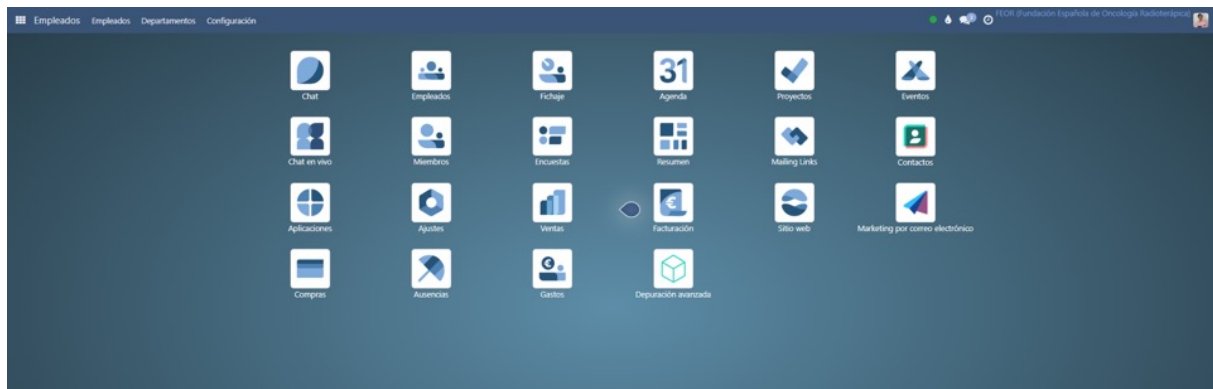 Empleados Empleados Departamentos Configuración
FEOR (Fundación Española de Oncología Radioterápica)
31
Chat Empleados Fichaje Agenda Proyectos Eventos
Chat en vivo Miembros Encuestas Resumen Mailing Links Contactos
€
Aplicaciones Ajustes Ventas Facturación Sitio web Marketing por correo electrónico
€
Compras Ausencias Gastos Depuración avanzada